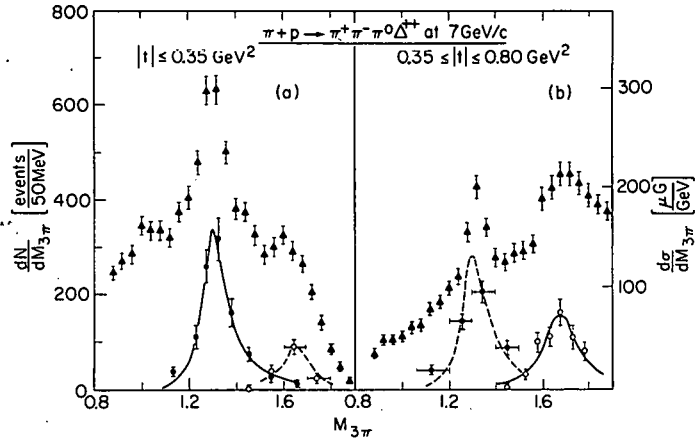 π+p → π⁺π⁻π⁰Δ⁺⁺ at 7GeV/c
|t| ≤ 0.35 GeV²
0.35 ≤ |t| ≤ 0.80 GeV²
(a)
(b)
800
600
400
200
0
dN/dM3π [events/50MeV]
300
200
100
dσ/dM3π [μG/GeV]
0.8
1.2
1.6
0.8
1.2
1.6
M3π